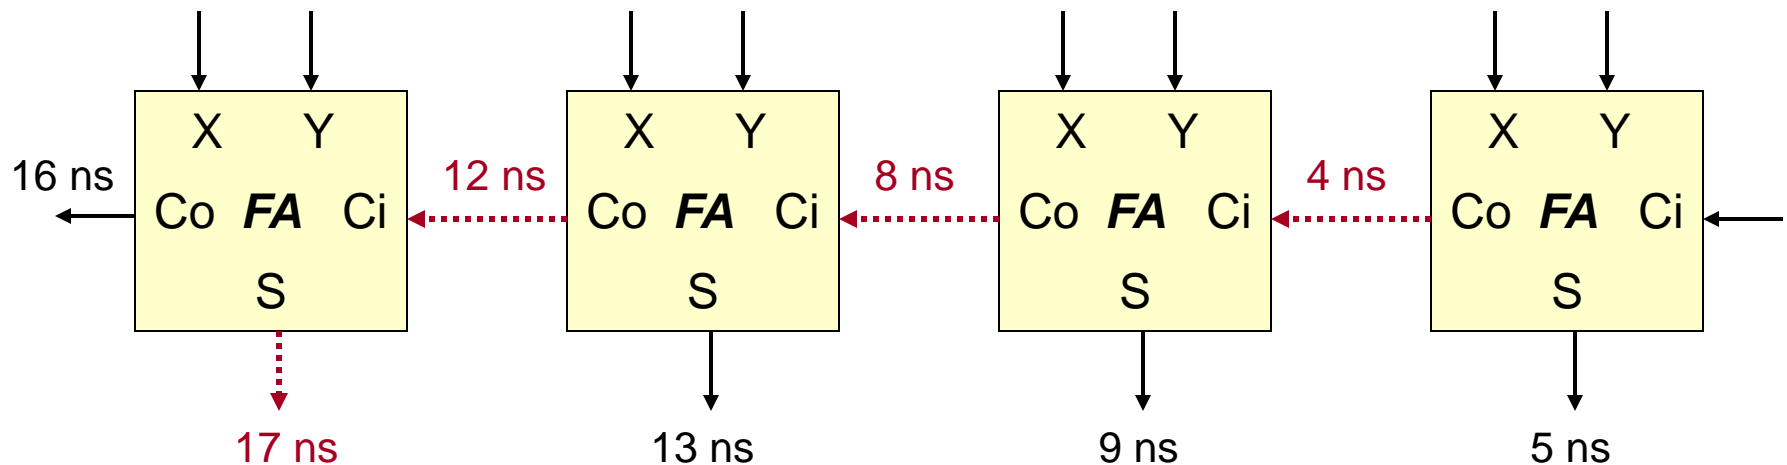 X Y X Y X Y X Y
16 ns 12 ns 8 ns 4 ns
Co FA Ci Co FA Ci Co FA Ci Co FA Ci
S S S S
17 ns 13 ns 9 ns 5 ns